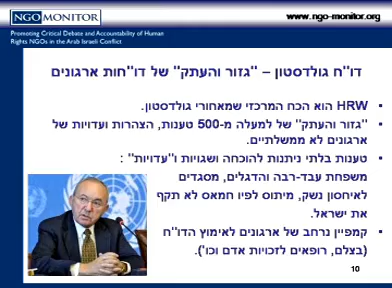 NGO MONITOR
www.ngo-monitor.org
Promoting Critical Debate and Accountability of Human
Rights NGOs in the Arab Israeli Conflict
דו"ח גולדסטון – "גזור והעתק" של דו"חות ארגונים
• HRW הוא הכח המרכזי שמאחורי גולדסטון.
• "גזור והעתק" של למעלה מ-500 טענות, הצהרות ועדויות של
ארגונים לא ממשלתיים.
• טענות בלתי ניתנות להוכחה ושגויות ו"עדויות" :
משפחת עבד-רבה והדגלים, מסגדים
לאיחסון נשק, מיתוס לפיו חמאס לא תקף
את ישראל.
• קמפיין נרחב של ארגונים לאימוץ הדו"ח
(בצלם, רופאים לזכויות אדם וכו').
10